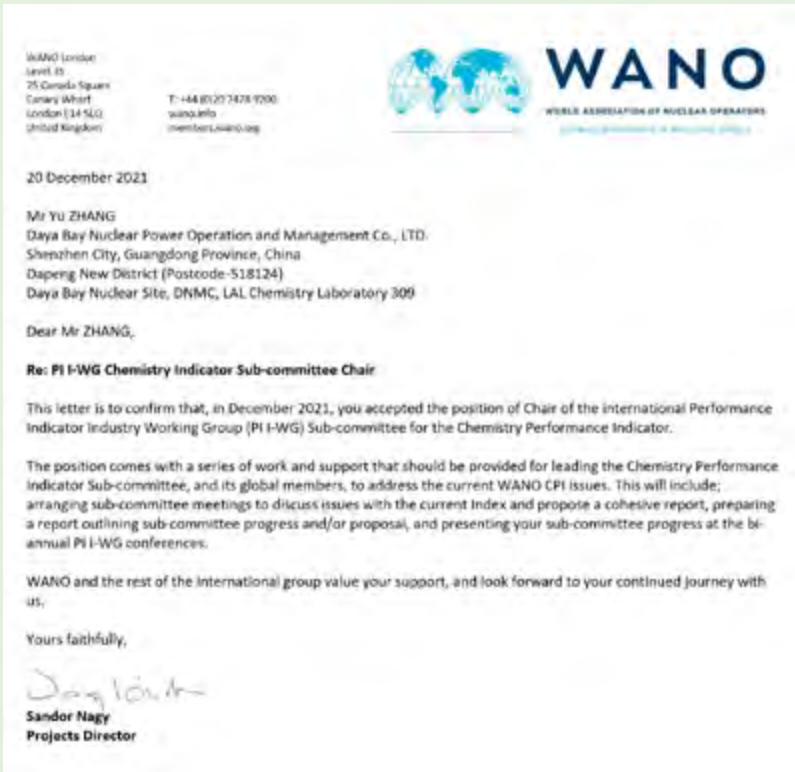 WANO London
Level 35
25 Canada Square
Canary Wharf
London E14 5LQ
United Kingdom
T: +44 (0)20 7478 9200
wano.info
members.wano.org
WANO
WORLD ASSOCIATION OF NUCLEAR OPERATORS
20 December 2021
Mr Yu ZHANG
Daya Bay Nuclear Power Operation and Management Co., LTD.
Shenzhen City, Guangdong Province, China
Dapeng New District (Postcode-518124)
Daya Bay Nuclear Site, DNMC, LAL Chemistry Laboratory 309
Dear Mr ZHANG,
Re: PI I-WG Chemistry Indicator Sub-committee Chair
This letter is to confirm that, in December 2021, you accepted the position of Chair of the international Performance
Indicator Industry Working Group (PI I-WG) Sub-committee for the Chemistry Performance Indicator.
The position comes with a series of work and support that should be provided for leading the Chemistry Performance
Indicator Sub-committee, and its global members, to address the current WANO CPI issues. This will include;
arranging sub-committee meetings to discuss issues with the current Index and propose a cohesive report, preparing
a report outlining sub-committee progress and/or proposal, and presenting your sub-committee progress at the bi-
annual PI I-WG conferences.
WANO and the rest of the international group value your support, and look forward to your continued journey with
us.
Yours faithfully,
Sandor Nagy
Projects Director